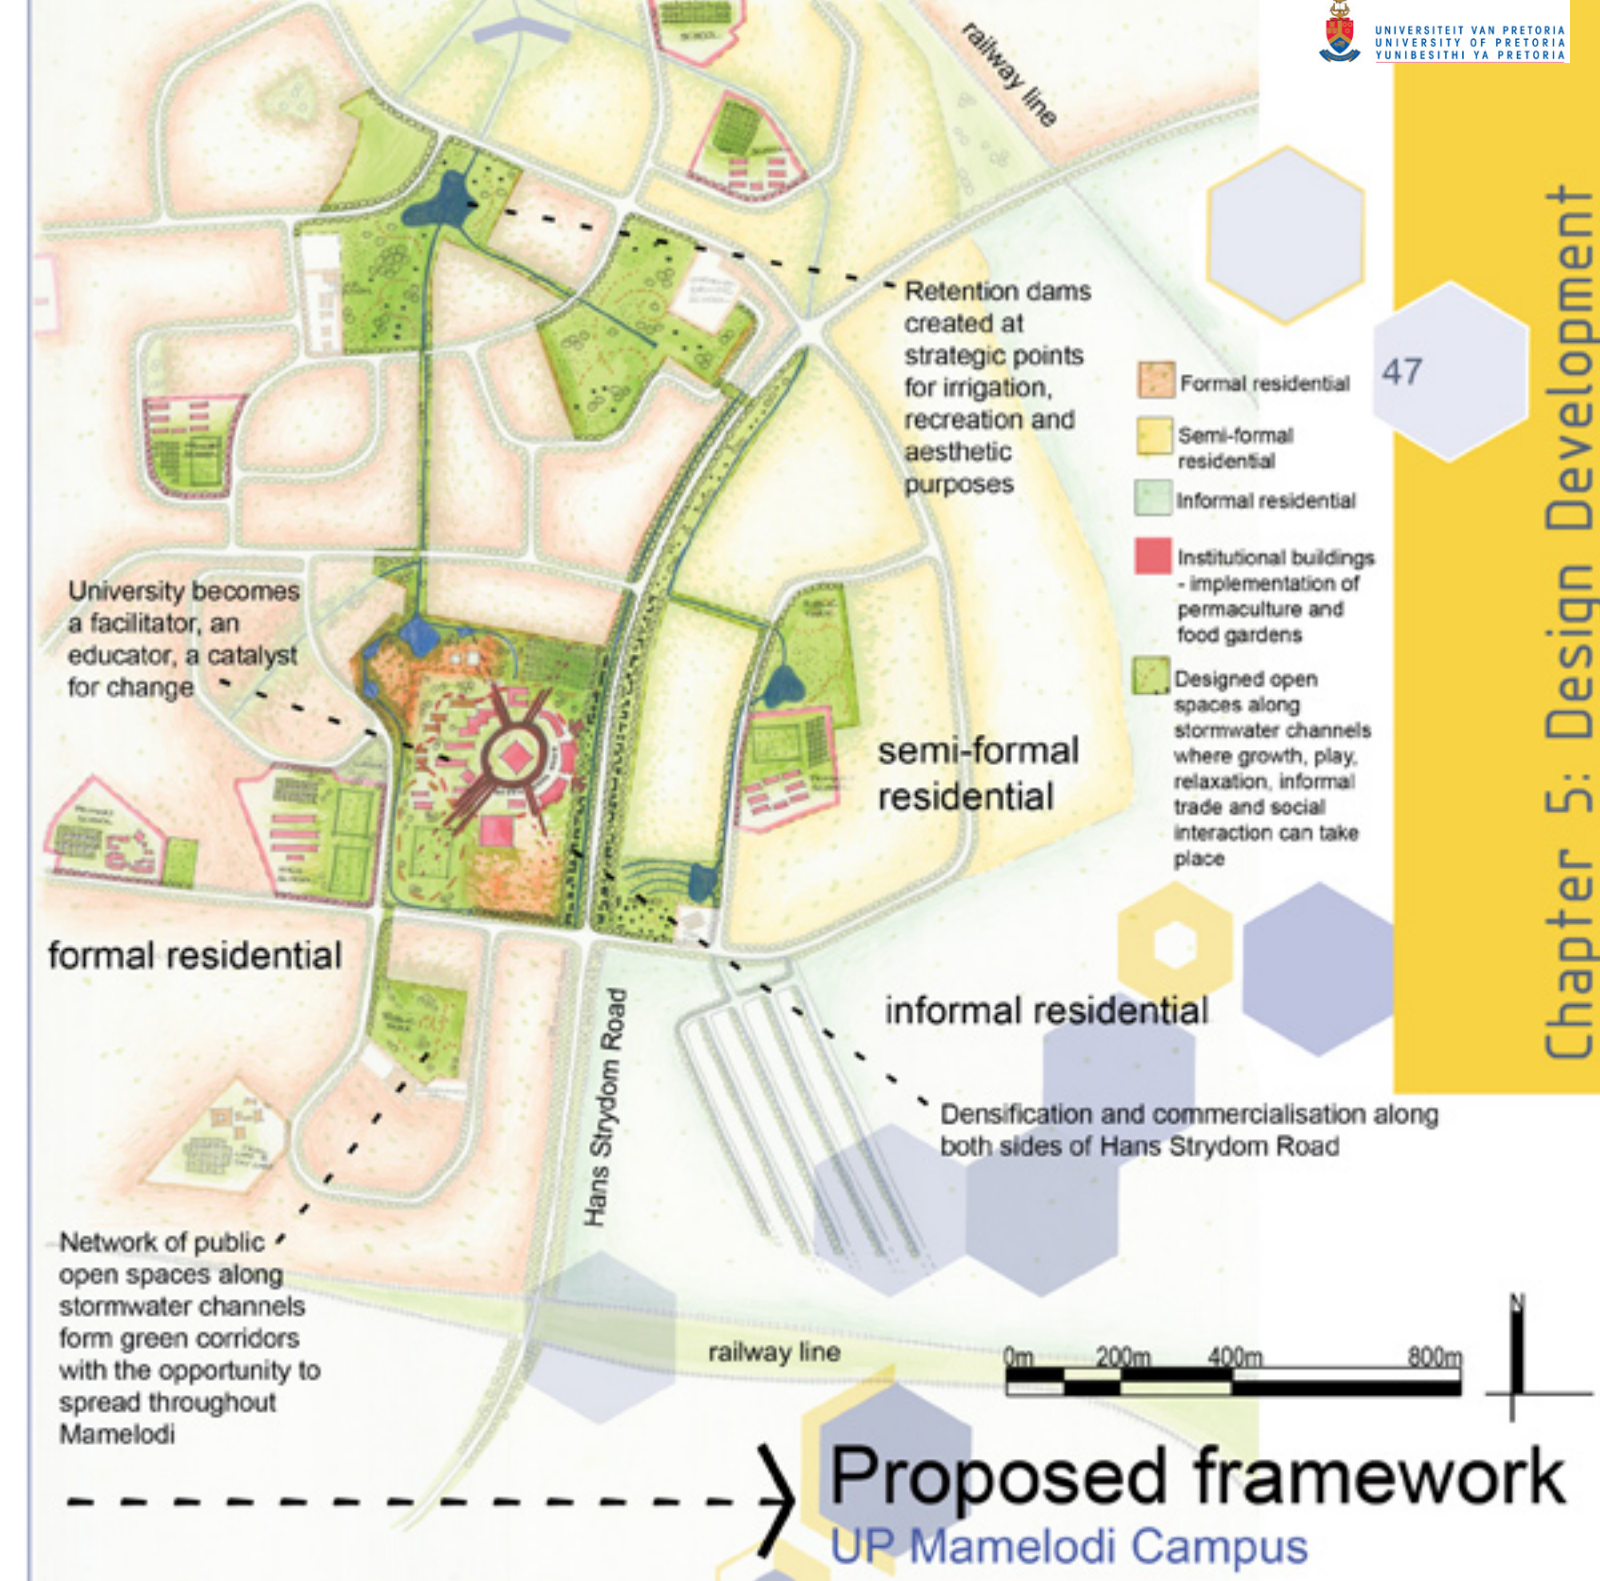 UNIVERSITEIT VAN PRETORIA
UNIVERSITY OF PRETORIA
YUNIBESITHI YA PRETORIA
railway line
SCHOOL
Retention dams
created at
strategic points
for irrigation,
recreation and
aesthetic
purposes
47
Chapter 5: Design Development
Formal residential
Semi-formal
residential
Informal residential
Institutional buildings
- implementation of
permaculture and
food gardens
Designed open
spaces along
stormwater channels
where growth, play,
relaxation, informal
trade and social
interaction can take
place
University becomes
a facilitator, an
educator, a catalyst
for change
semi-formal
residential
formal residential
informal residential
Hans Strydom Road
Densification and commercialisation along
both sides of Hans Strydom Road
Network of public
open spaces along
stormwater channels
form green corridors
with the opportunity to
spread throughout
Mamelodi
railway line
0m 200m 400m 800m
N
Proposed framework
UP Mamelodi Campus